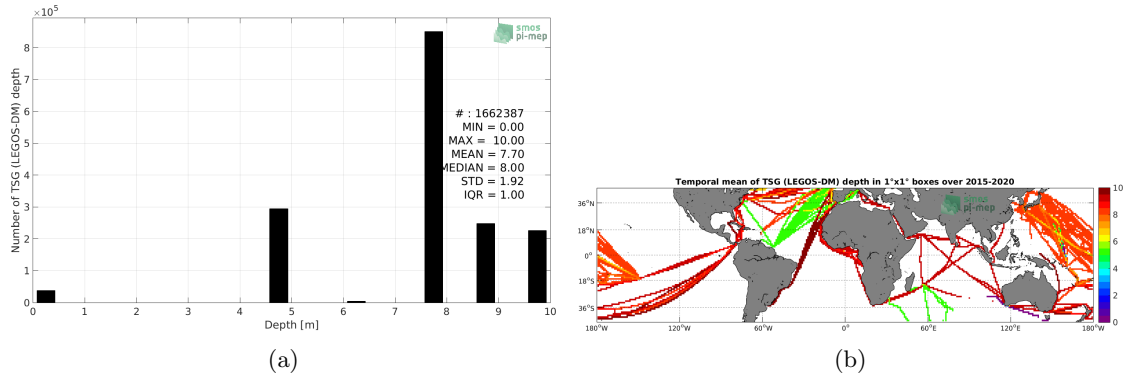 ×10⁵
9
8
7
6
5
4
3
2
1
0
Number of TSG (LEGOS-DM) depth
smos
pi-mep
# : 1662387
MIN = 0.00
MAX = 10.00
MEAN = 7.70
MEDIAN = 8.00
STD = 1.92
IQR = 1.00
0 1 2 3 4 5 6 7 8 9 10
Depth [m]
(a)
Temporal mean of TSG (LEGOS-DM) depth in 1°x1° boxes over 2015-2020
smos
pi-mep
36°N
18°N
0°
18°S
36°S
180°W 120°W 60°W 0° 60°E 120°E 180°W
10
8
6
4
2
0
(b)